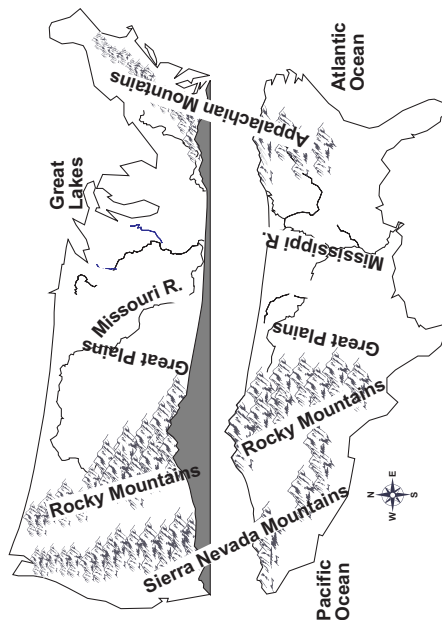 Great
Lakes
Appalachian Mountains
Atlantic
Ocean
Missouri R.
Mississippi R.
Great Plains
Great Plains
Rocky Mountains
Rocky Mountains
Sierra Nevada Mountains
Pacific
Ocean
N
W E
S